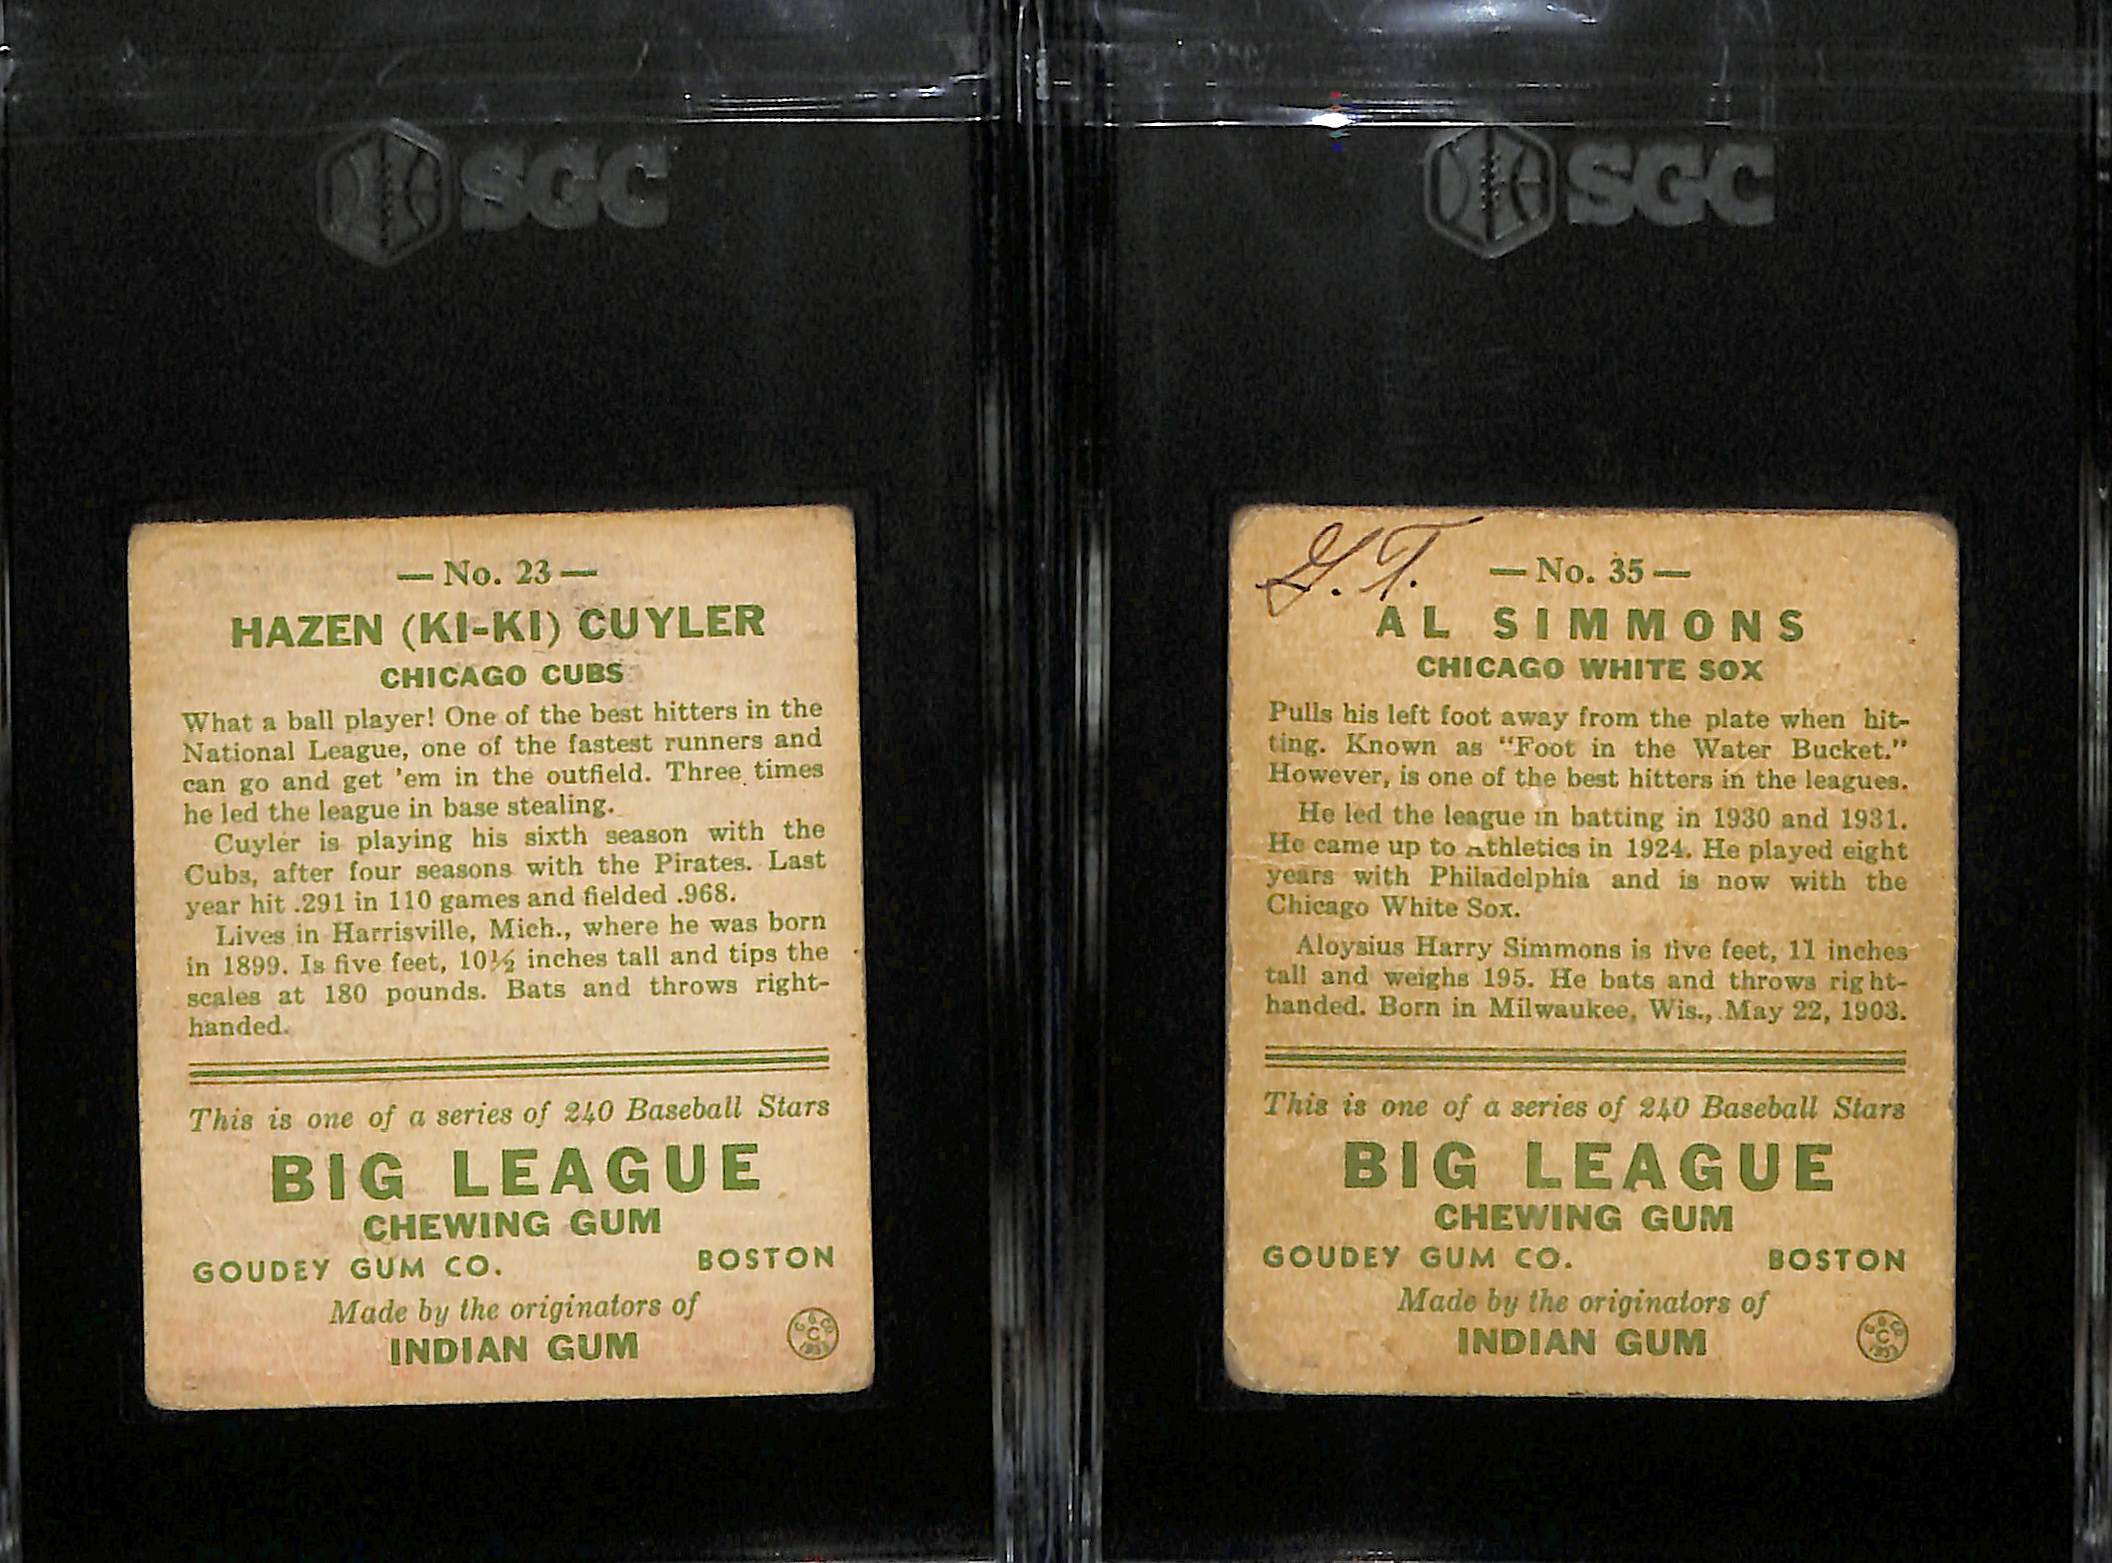 SGC
— No. 23 —
HAZEN (KI-KI) CUYLER
CHICAGO CUBS
What a ball player! One of the best hitters in the
National League, one of the fastest runners and
can go and get 'em in the outfield. Three times
he led the league in base stealing.
Cuyler is playing his sixth season with the
Cubs, after four seasons with the Pirates. Last
year hit .291 in 110 games and fielded .968.
Lives in Harrisville, Mich., where he was born
in 1899. Is five feet, 10½ inches tall and tips the
scales at 180 pounds. Bats and throws right-
handed.
This is one of a series of 240 Baseball Stars
BIG LEAGUE
CHEWING GUM
GOUDEY GUM CO. BOSTON
Made by the originators of
INDIAN GUM
SGC
G. T.
— No. 35 —
AL SIMMONS
CHICAGO WHITE SOX
Pulls his left foot away from the plate when hit-
ting. Known as "Foot in the Water Bucket."
However, is one of the best hitters in the leagues.
He led the league in batting in 1930 and 1931.
He came up to Athletics in 1924. He played eight
years with Philadelphia and is now with the
Chicago White Sox.
Aloysius Harry Simmons is five feet, 11 inches
tall and weighs 195. He bats and throws right-
handed. Born in Milwaukee, Wis., May 22, 1903.
This is one of a series of 240 Baseball Stars
BIG LEAGUE
CHEWING GUM
GOUDEY GUM CO. BOSTON
Made by the originators of
INDIAN GUM